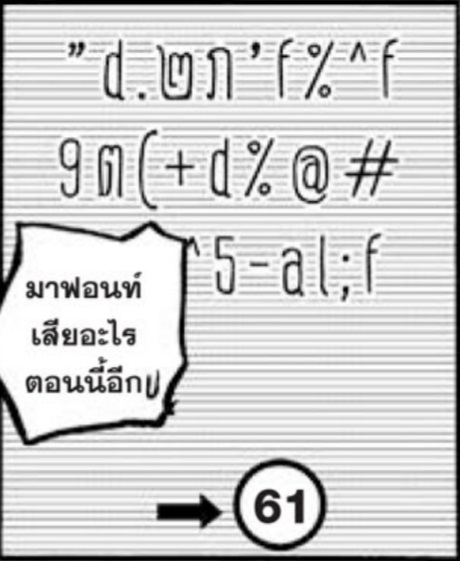 ”d.๒ภ’f%^f
9ต(+d%@#
^5-al;f
มาฟอนท์
เสียอะไร
ตอนนี้อีก
61